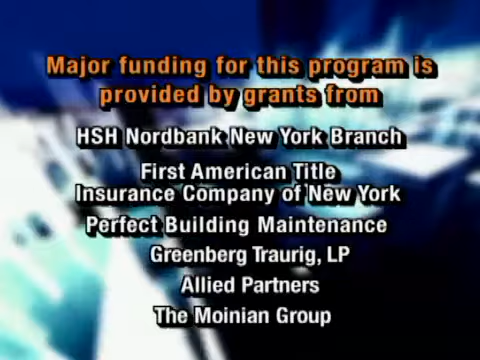 Major funding for this program is
provided by grants from
HSH Nordbank New York Branch
First American Title
Insurance Company of New York
Perfect Building Maintenance
Greenberg Traurig, LP
Allied Partners
The Moinian Group